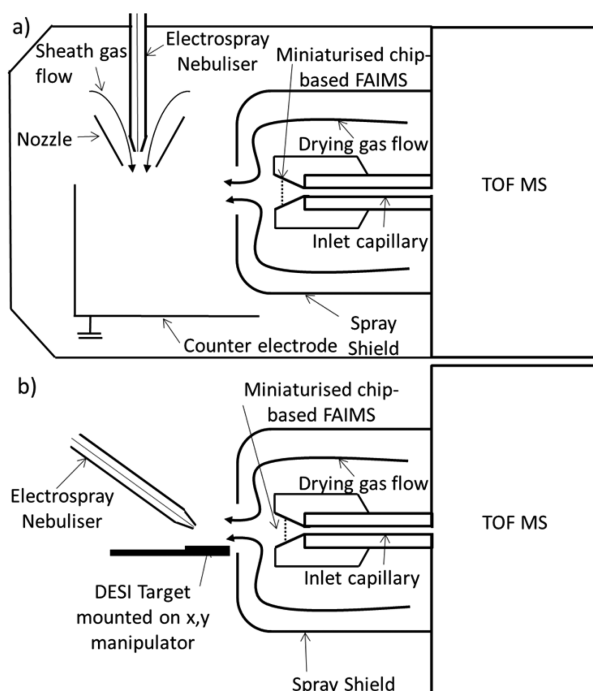 a)
Electrospray
Nebuliser
Sheath gas
flow
Nozzle
Miniaturised chip-
based FAIMS
Drying gas flow
TOF MS
Inlet capillary
Spray
Shield
Counter electrode
b)
Miniaturised chip-
based FAIMS
Drying gas flow
Electrospray
Nebuliser
TOF MS
Inlet capillary
DESI Target
mounted on x,y
manipulator
Spray Shield